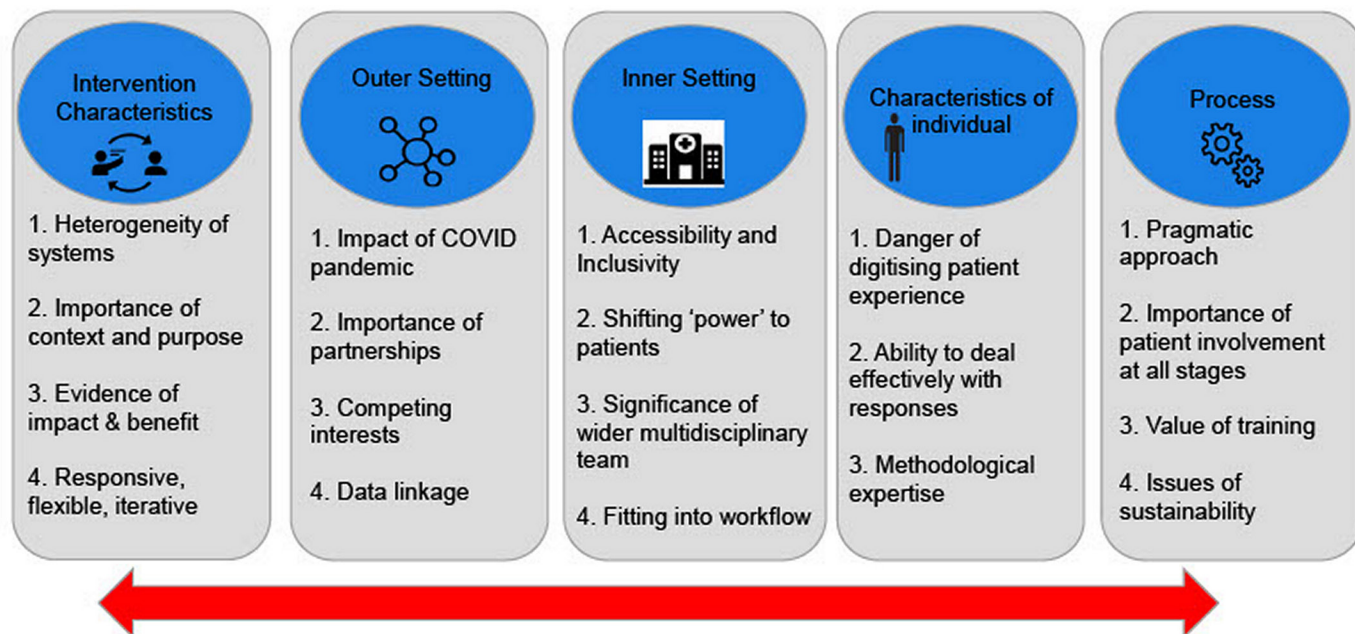 Intervention
Characteristics
1. Heterogeneity of
systems
2. Importance of
context and purpose
3. Evidence of
impact & benefit
4. Responsive,
flexible, iterative
Outer Setting
1. Impact of COVID
pandemic
2. Importance of
partnerships
3. Competing
interests
4. Data linkage
Inner Setting
1. Accessibility and
Inclusivity
2. Shifting ‘power’ to
patients
3. Significance of
wider multidisciplinary
team
4. Fitting into workflow
Characteristics of
individual
1. Danger of
digitising patient
experience
2. Ability to deal
effectively with
responses
3. Methodological
expertise
Process
1. Pragmatic
approach
2. Importance of
patient involvement
at all stages
3. Value of training
4. Issues of
sustainability